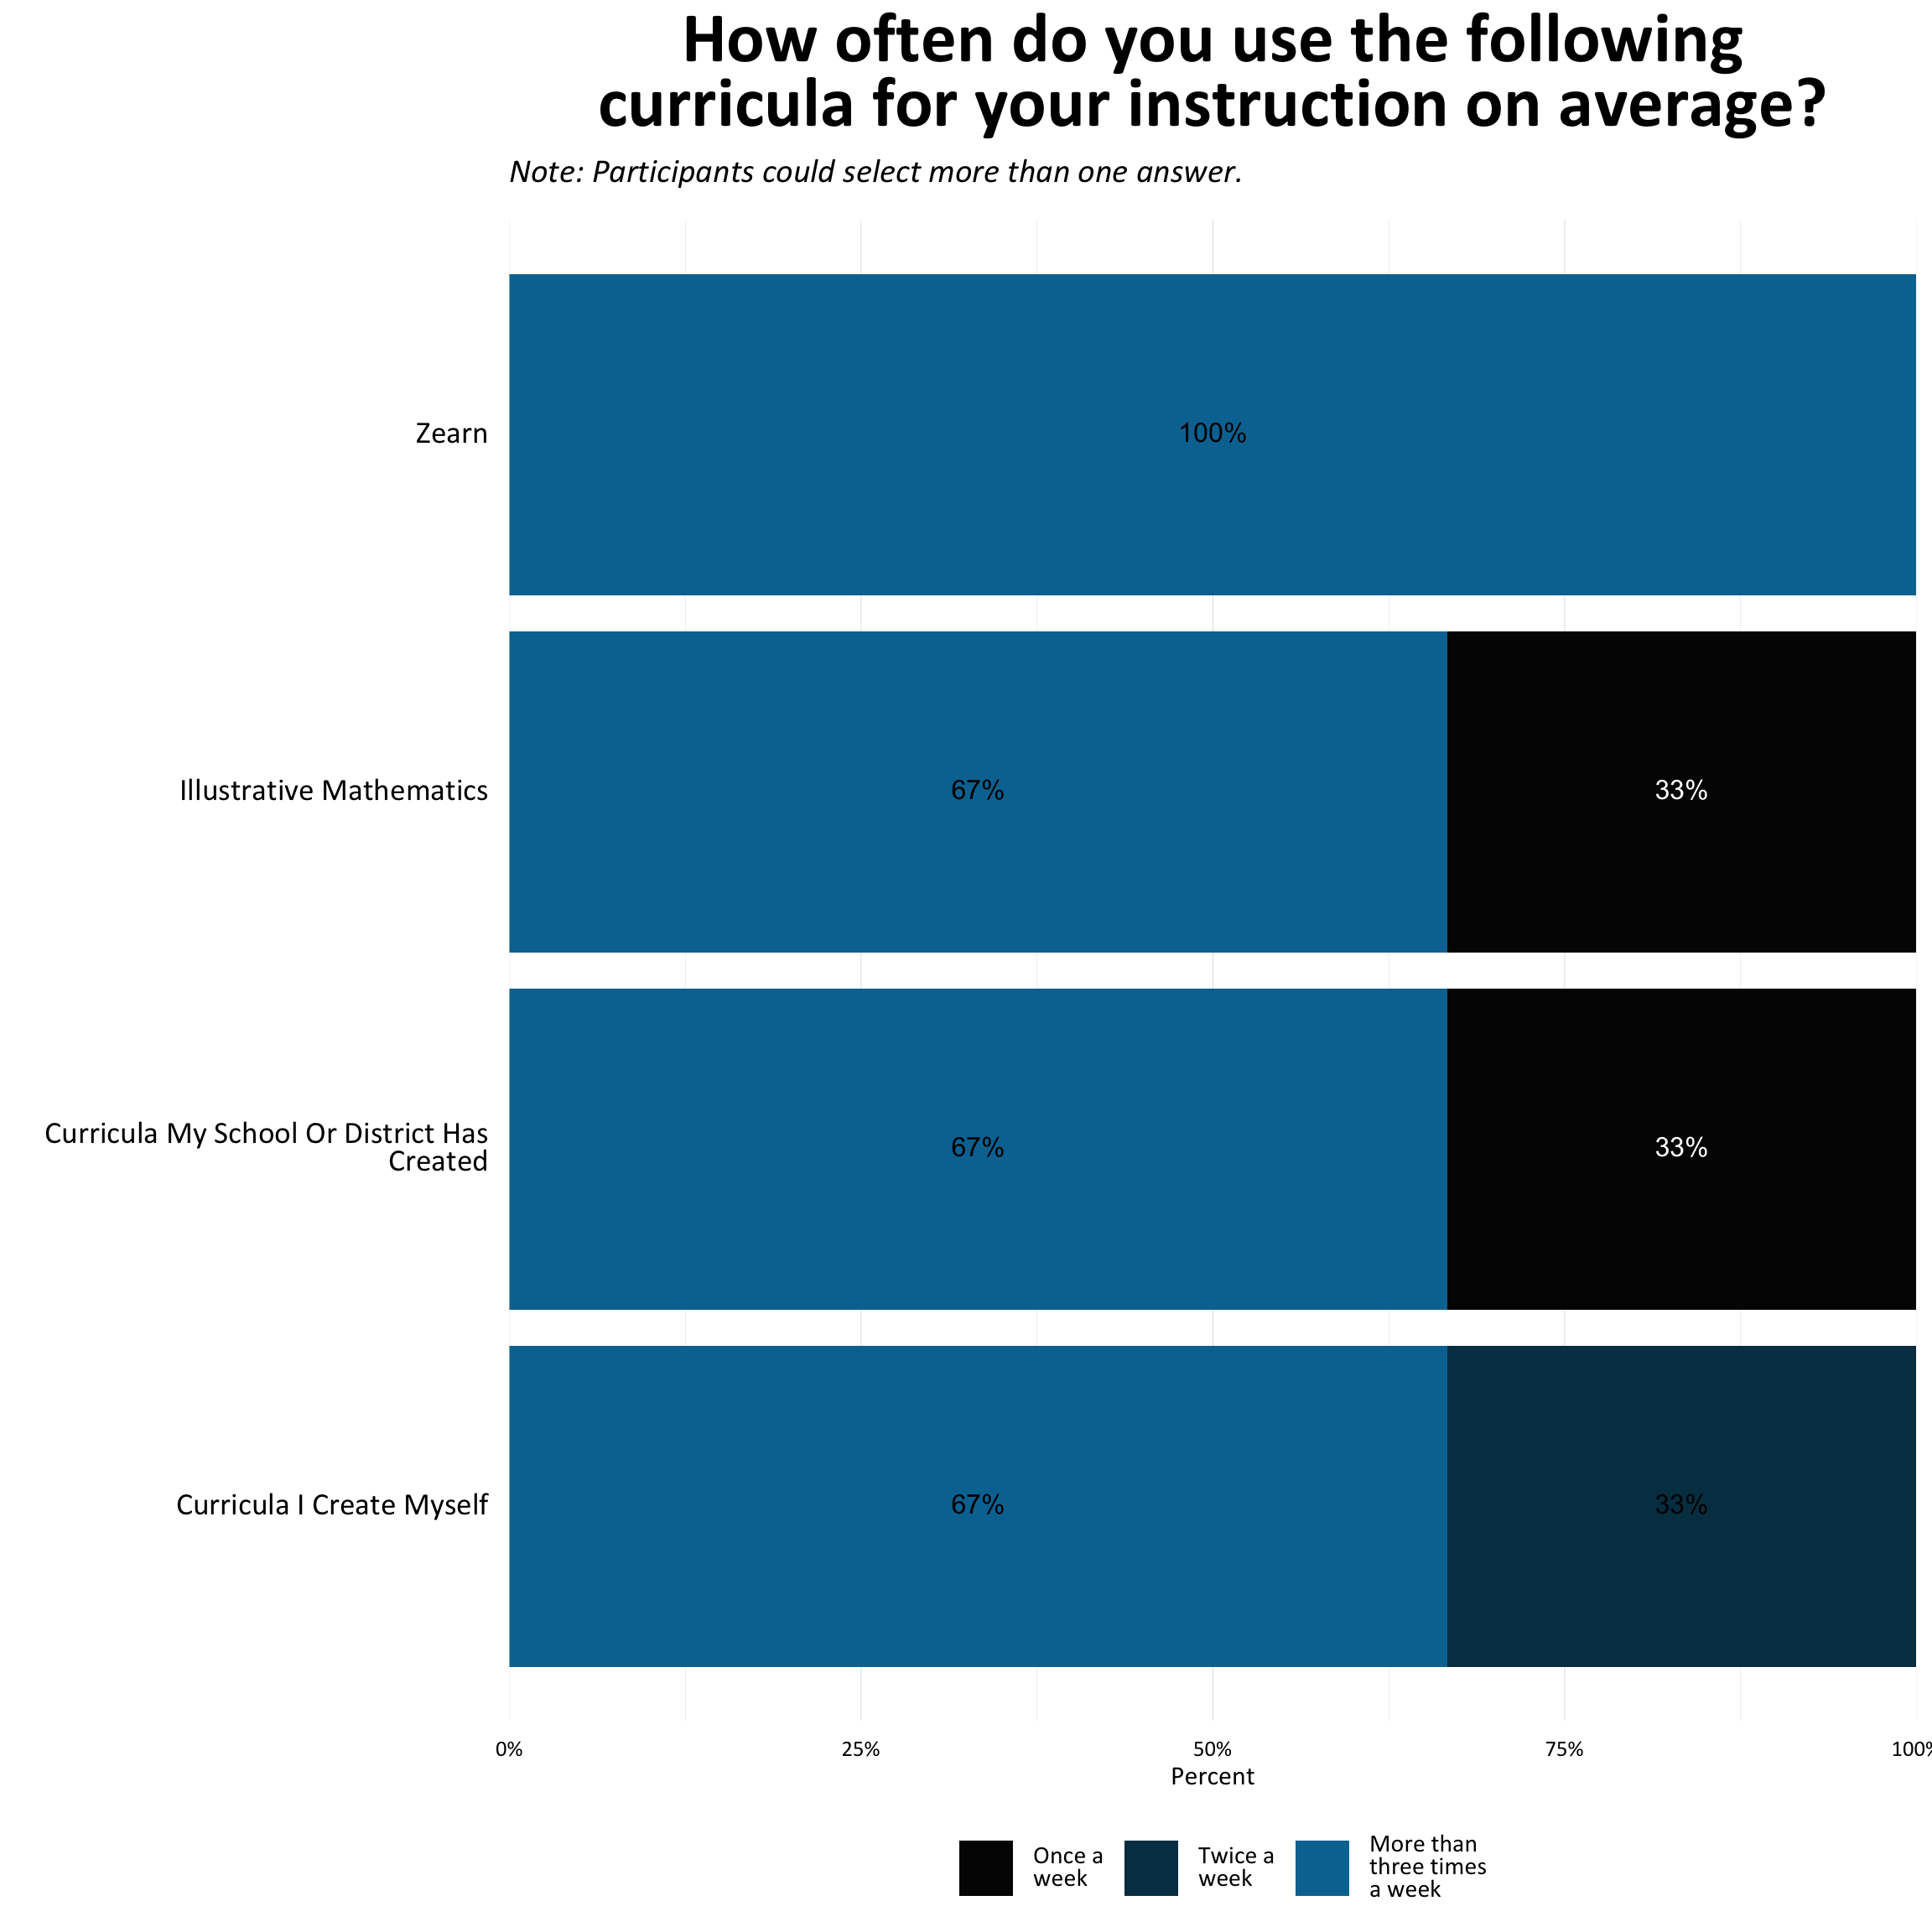 How often do you use the following
curricula for your instruction on average?
Note: Participants could select more than one answer.
Zearn
100%
Illustrative Mathematics
67%
33%
Curricula My School Or District Has
Created
67%
33%
Curricula I Create Myself
67%
33%
0%
25%
50%
75%
100%
Percent
Once a
week
Twice a
week
More than
three times
a week